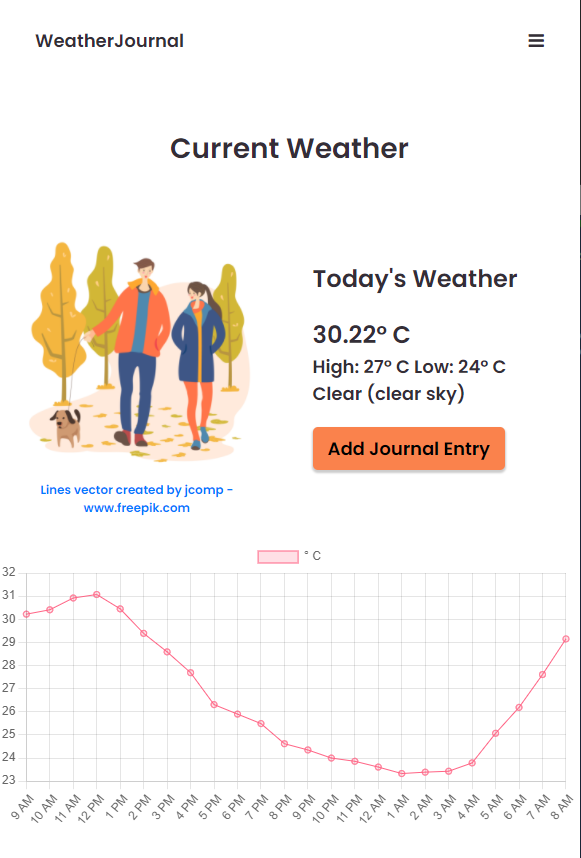 WeatherJournal
Current Weather
Today's Weather
30.22° C
High: 27° C Low: 24° C
Clear (clear sky)
Add Journal Entry
Lines vector created by jcomp -
www.freepik.com
° C
32
31
30
29
28
27
26
25
24
23
9 AM
10 AM
11 AM
12 PM
1 PM
2 PM
3 PM
4 PM
5 PM
6 PM
7 PM
8 PM
9 PM
10 PM
11 PM
12 AM
1 AM
2 AM
3 AM
4 AM
5 AM
6 AM
7 AM
8 AM